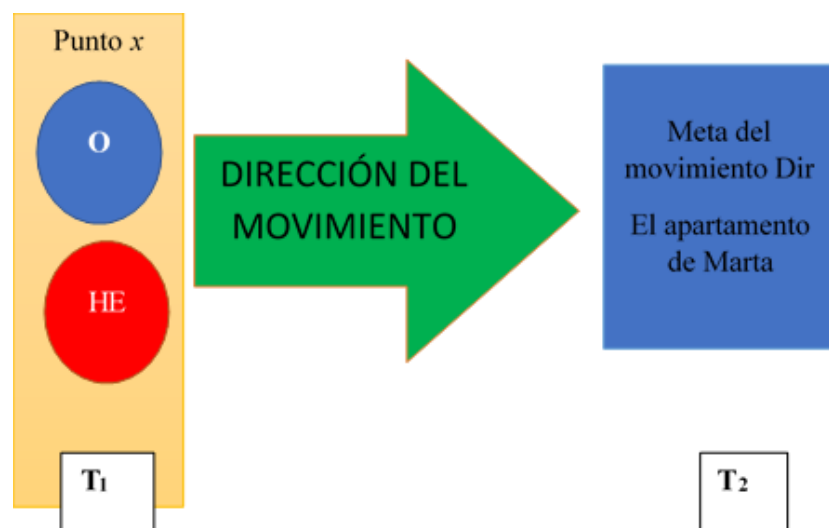 Punto x
O
HE
T1
DIRECCIÓN DEL
MOVIMIENTO
Meta del
movimiento Dir
El apartamento
de Marta
T2